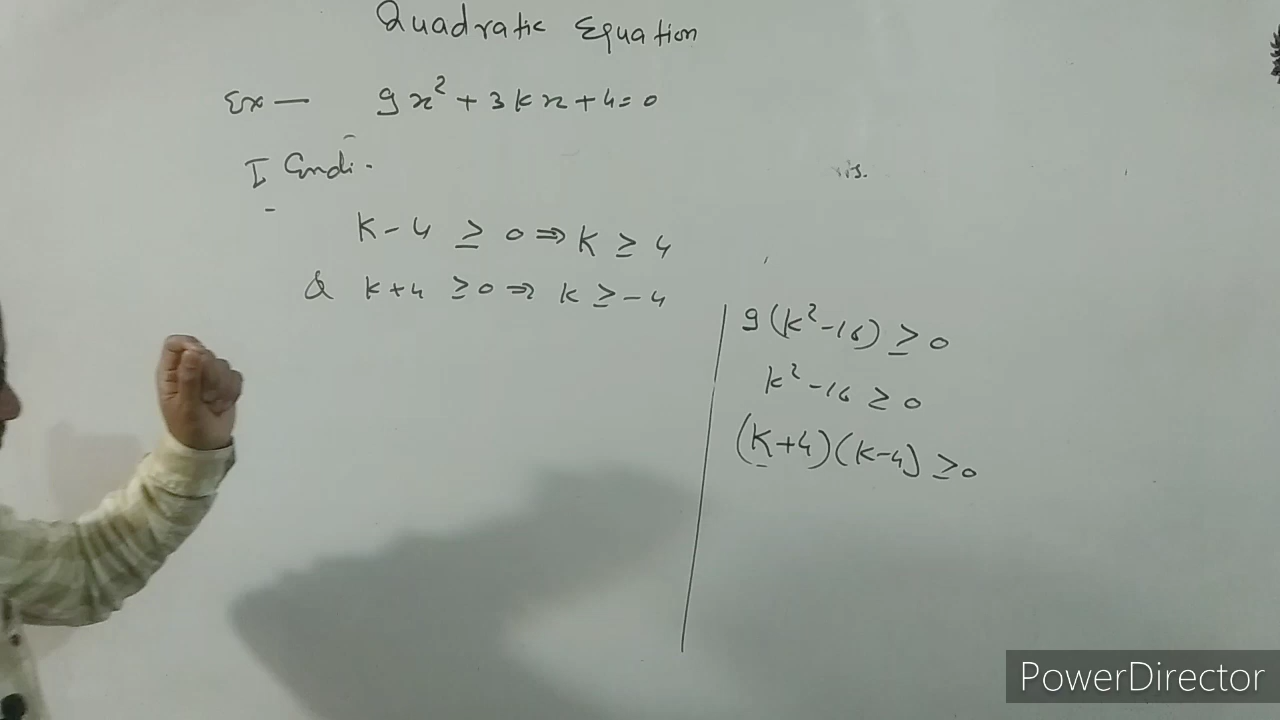 Quadratic Equation
Ex — 9x² + 3kx + 4 = 0
I Condi.
k - 4 ≥ 0 ⇒ k ≥ 4
& k + 4 ≥ 0 ⇒ k ≥ - 4
9(k² - 16) ≥ 0
k² - 16 ≥ 0
(k + 4)(k - 4) ≥ 0
PowerDirector